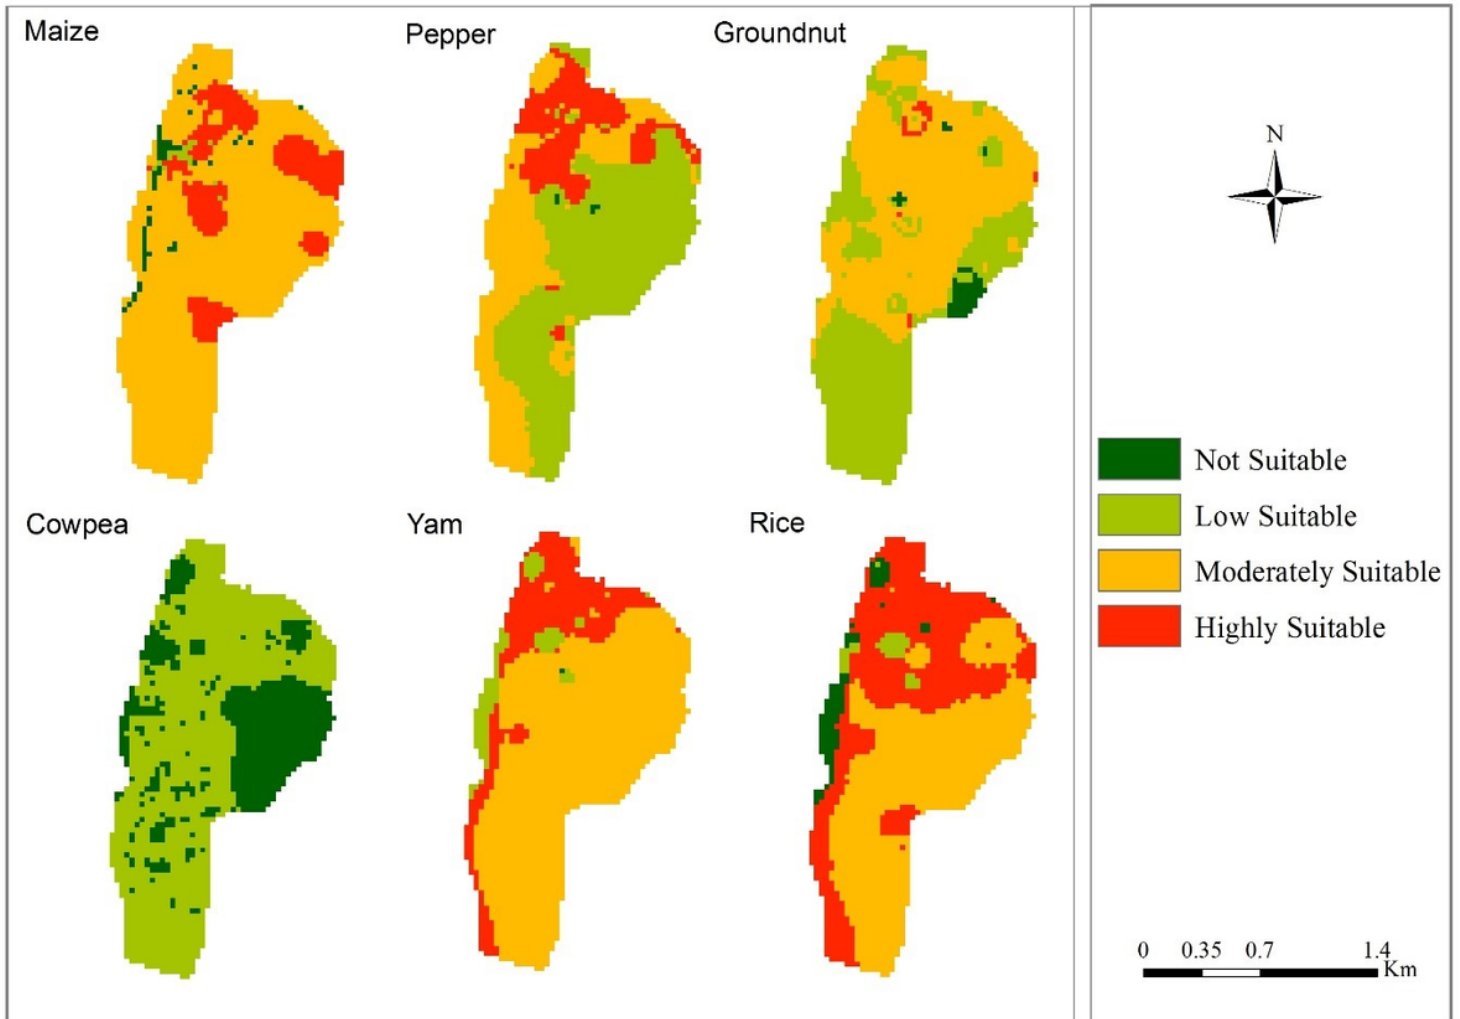 Maize
Pepper
Groundnut
N
Not Suitable
Low Suitable
Moderately Suitable
Highly Suitable
Cowpea
Yam
Rice
0 0.35 0.7 1.4
Km